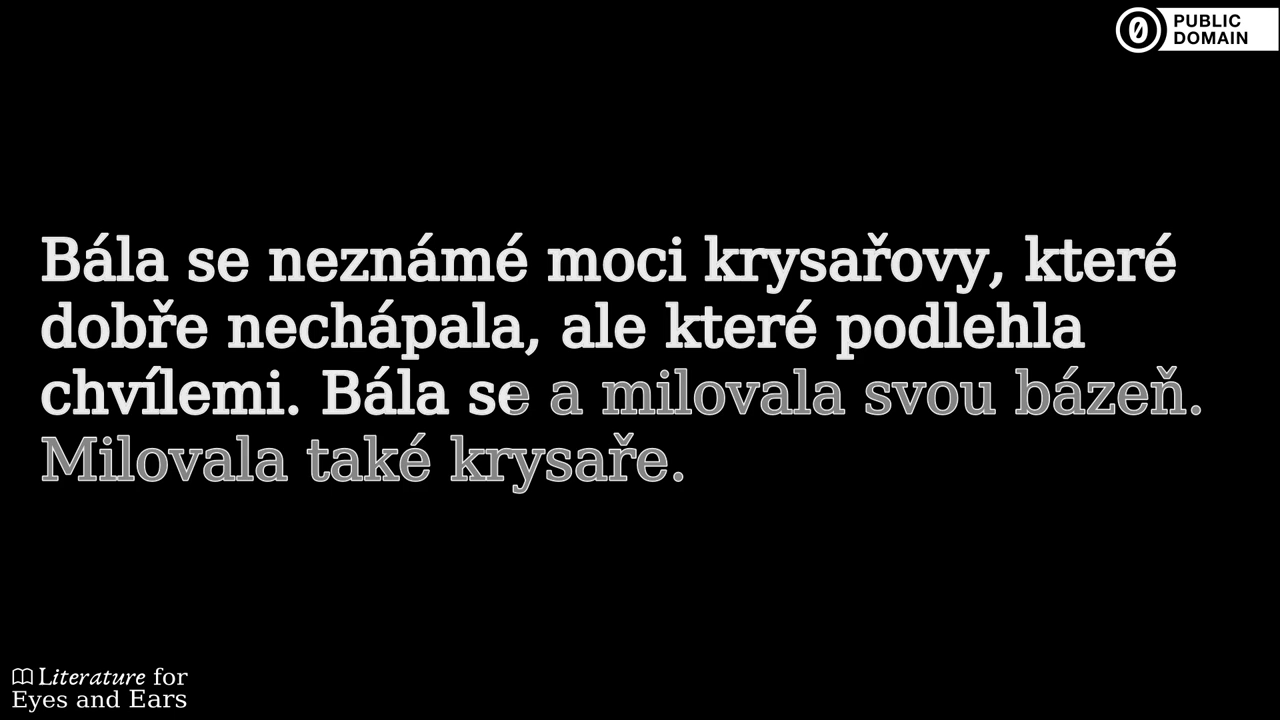 PUBLIC
DOMAIN
Bála se neznámé moci krysařovy, které
dobře nechápala, ale které podlehla
chvílemi. Bála se a milovala svou bázeň.
Milovala také krysaře.
Literature for
Eyes and Ears